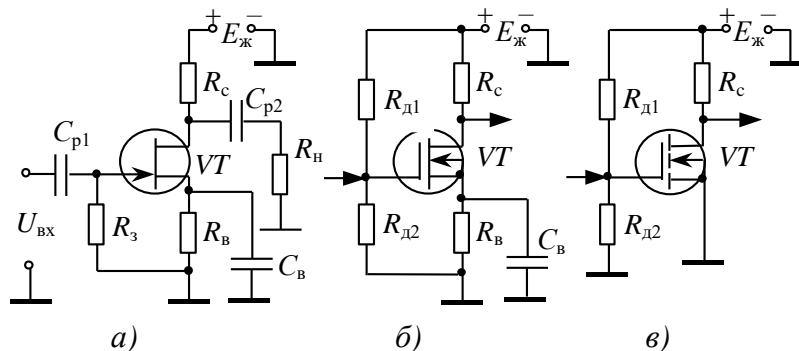 + Eж −
Rс
Cр2
Cр1
VT
Rн
Uвх
Rз
Rв
Cв
а)
+ Eж −
Rд1
Rс
VT
Rд2
Rв
Cв
б)
+ Eж −
Rд1
Rс
VT
Rд2
в)